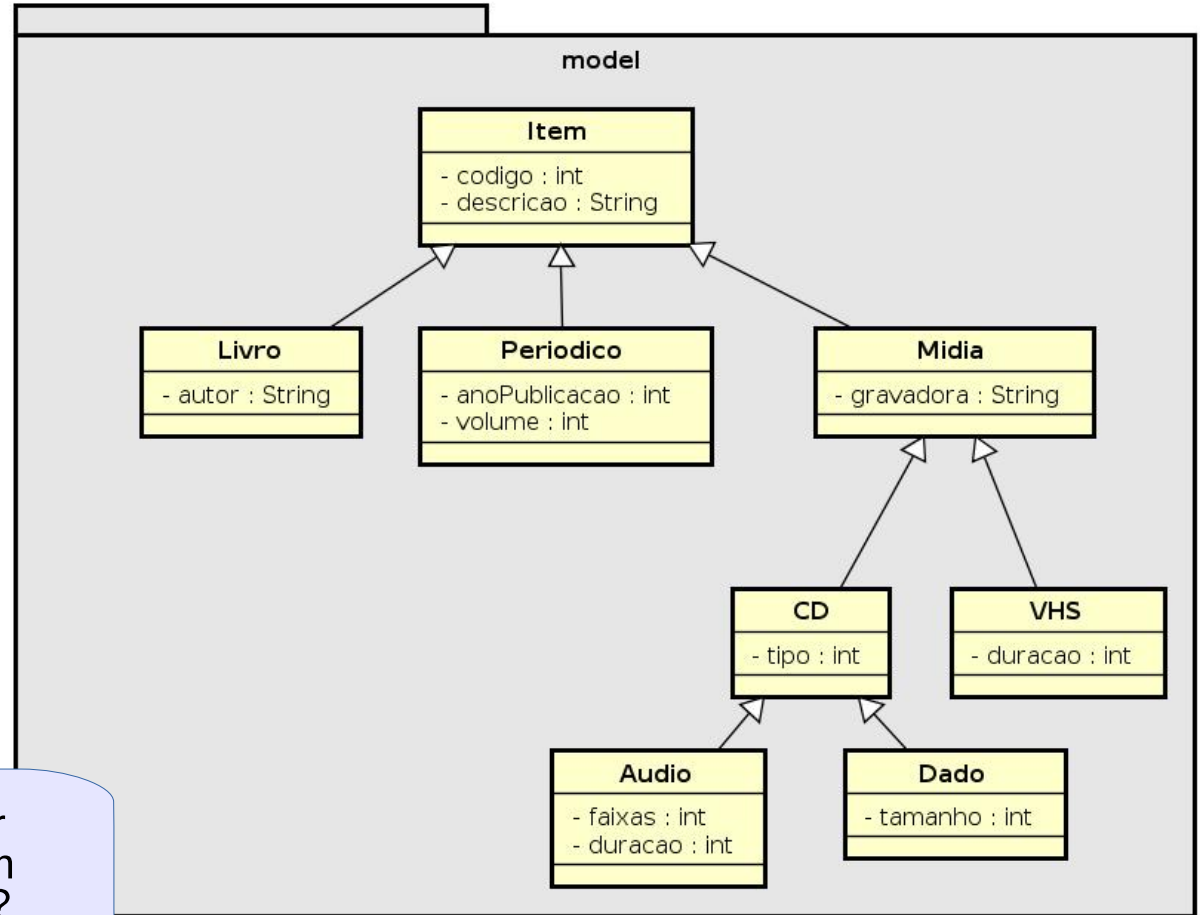 model
Item
- codigo : int
- descricao : String
Livro
- autor : String
Periodico
- anoPublicacao : int
- volume : int
Midia
- gravadora : String
CD
- tipo : int
VHS
- duracao : int
Audio
- faixas : int
- duracao : int
Dado
- tamanho : int
?